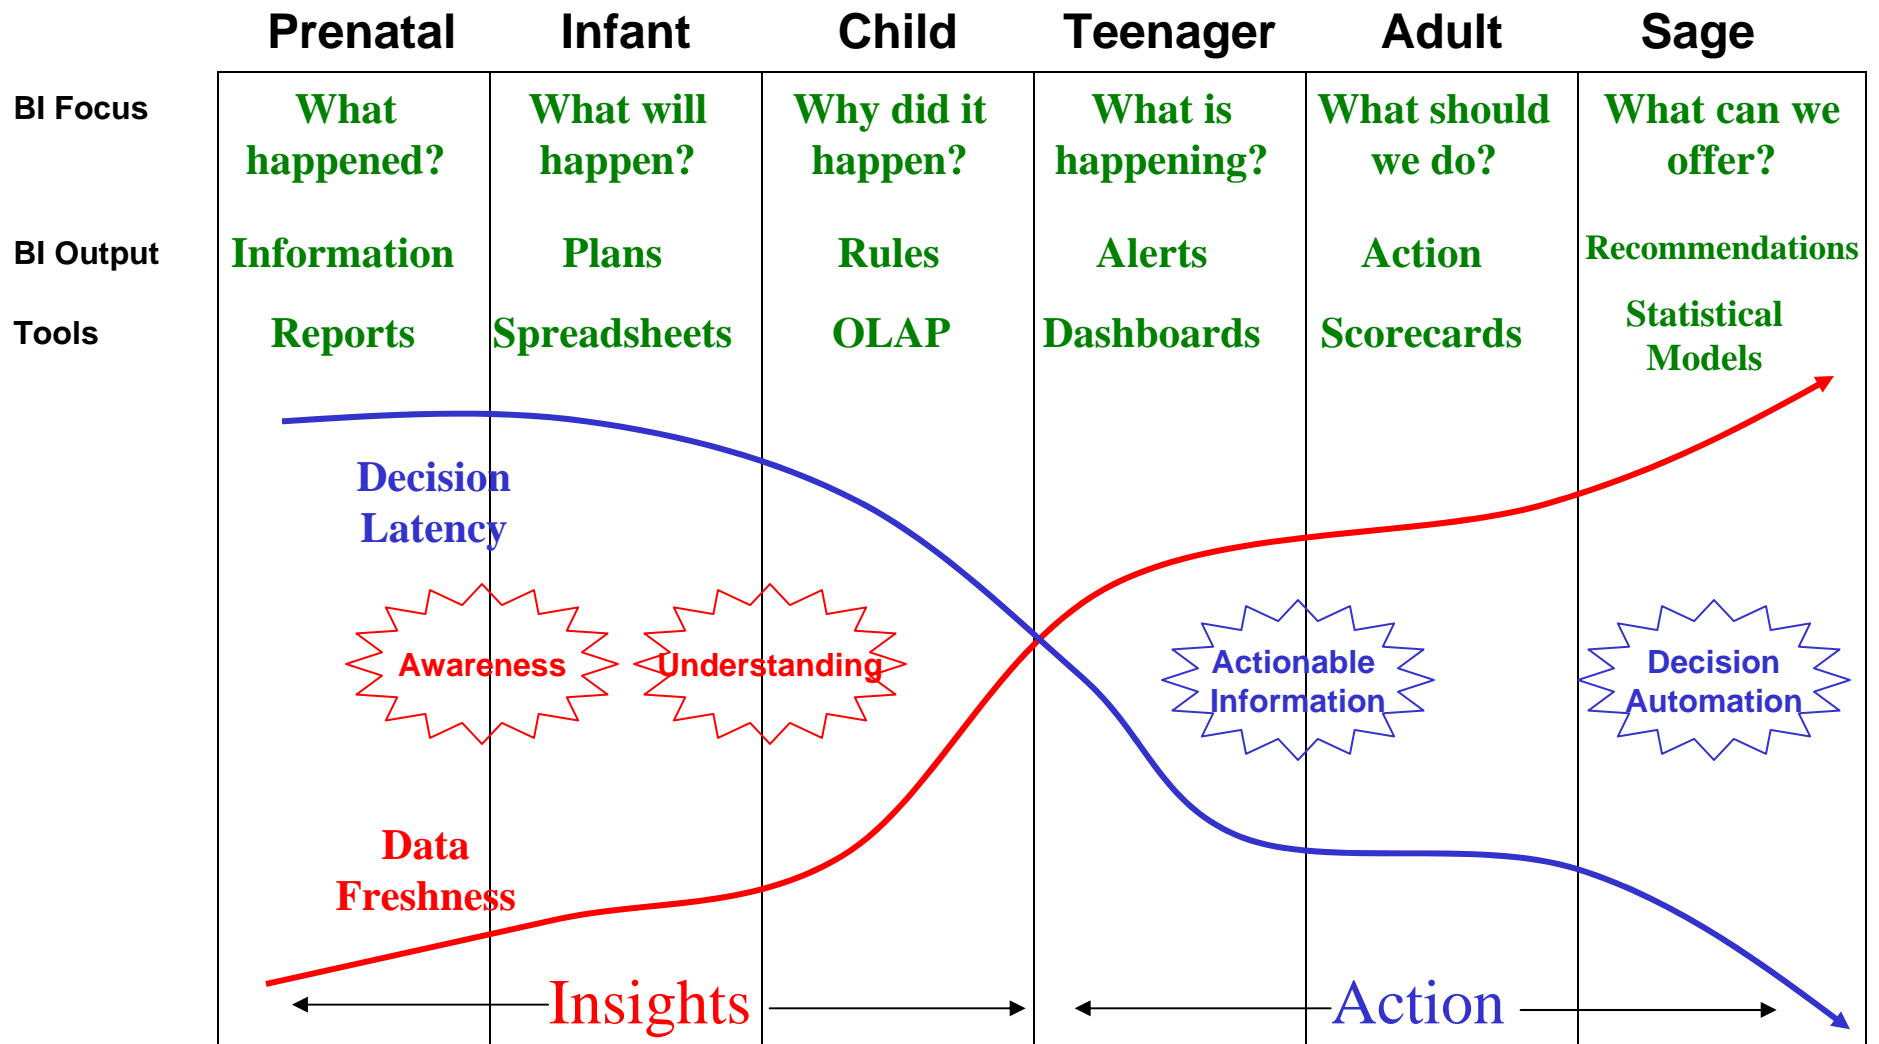 Prenatal Infant Child Teenager Adult Sage
BI Focus
What happened?
What will happen?
Why did it happen?
What is happening?
What should we do?
What can we offer?
BI Output
Information Plans Rules Alerts Action Recommendations
Tools
Reports Spreadsheets OLAP Dashboards Scorecards
Statistical
Models
Decision
Latency
Awareness
Understanding
Actionable
Information
Decision
Automation
Data
Freshness
Insights
Action